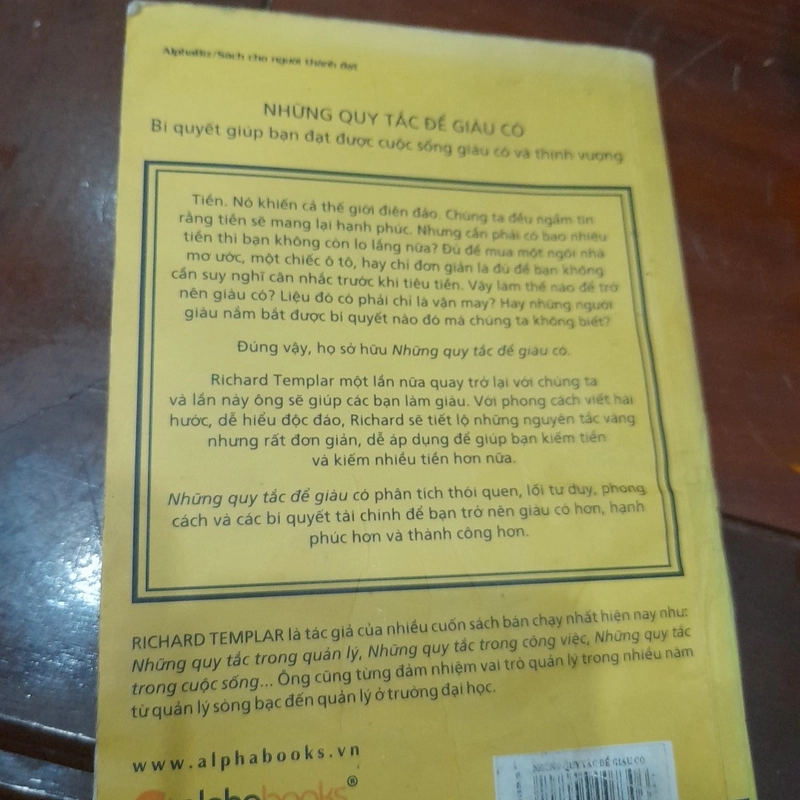 AlphaBiz/Sách cho người thành đạt
NHỮNG QUY TẮC ĐỂ GIÀU CÓ
Bí quyết giúp bạn đạt được cuộc sống giàu có và thịnh vượng
Tiền. Nó khiến cả thế giới điên đảo. Chúng ta đều ngầm tin
rằng tiền sẽ mang lại hạnh phúc. Nhưng cần phải có bao nhiêu
tiền thì bạn không còn lo lắng nữa? Đủ để mua một ngôi nhà
mơ ước, một chiếc ô tô, hay chỉ đơn giản là đủ để bạn không
cần suy nghĩ cân nhắc trước khi tiêu tiền. Vậy làm thế nào để trở
nên giàu có? Liệu đó có phải chỉ là vận may? Hay những người
giàu nắm bắt được bí quyết nào đó mà chúng ta không biết?
Đúng vậy, họ sở hữu Những quy tắc để giàu có.
Richard Templar một lần nữa quay trở lại với chúng ta
và lần này ông sẽ giúp các bạn làm giàu. Với phong cách viết hài
hước, dễ hiểu độc đáo, Richard sẽ tiết lộ những nguyên tắc vàng
nhưng rất đơn giản, dễ áp dụng để giúp bạn kiếm tiền
và kiếm nhiều tiền hơn nữa.
Những quy tắc để giàu có phân tích thói quen, lối tư duy, phong
cách và các bí quyết tài chính để bạn trở nên giàu có hơn, hạnh
phúc hơn và thành công hơn.
RICHARD TEMPLAR là tác giả của nhiều cuốn sách bán chạy nhất hiện nay như:
Những quy tắc trong quản lý, Những quy tắc trong công việc, Những quy tắc
trong cuộc sống... Ông cũng từng đảm nhiệm vai trò quản lý trong nhiều năm
từ quản lý sòng bạc đến quản lý ở trường đại học.
www.alphabooks.vn
alphabooks®
NHỮNG QUY TẮC ĐỂ GIÀU CÓ